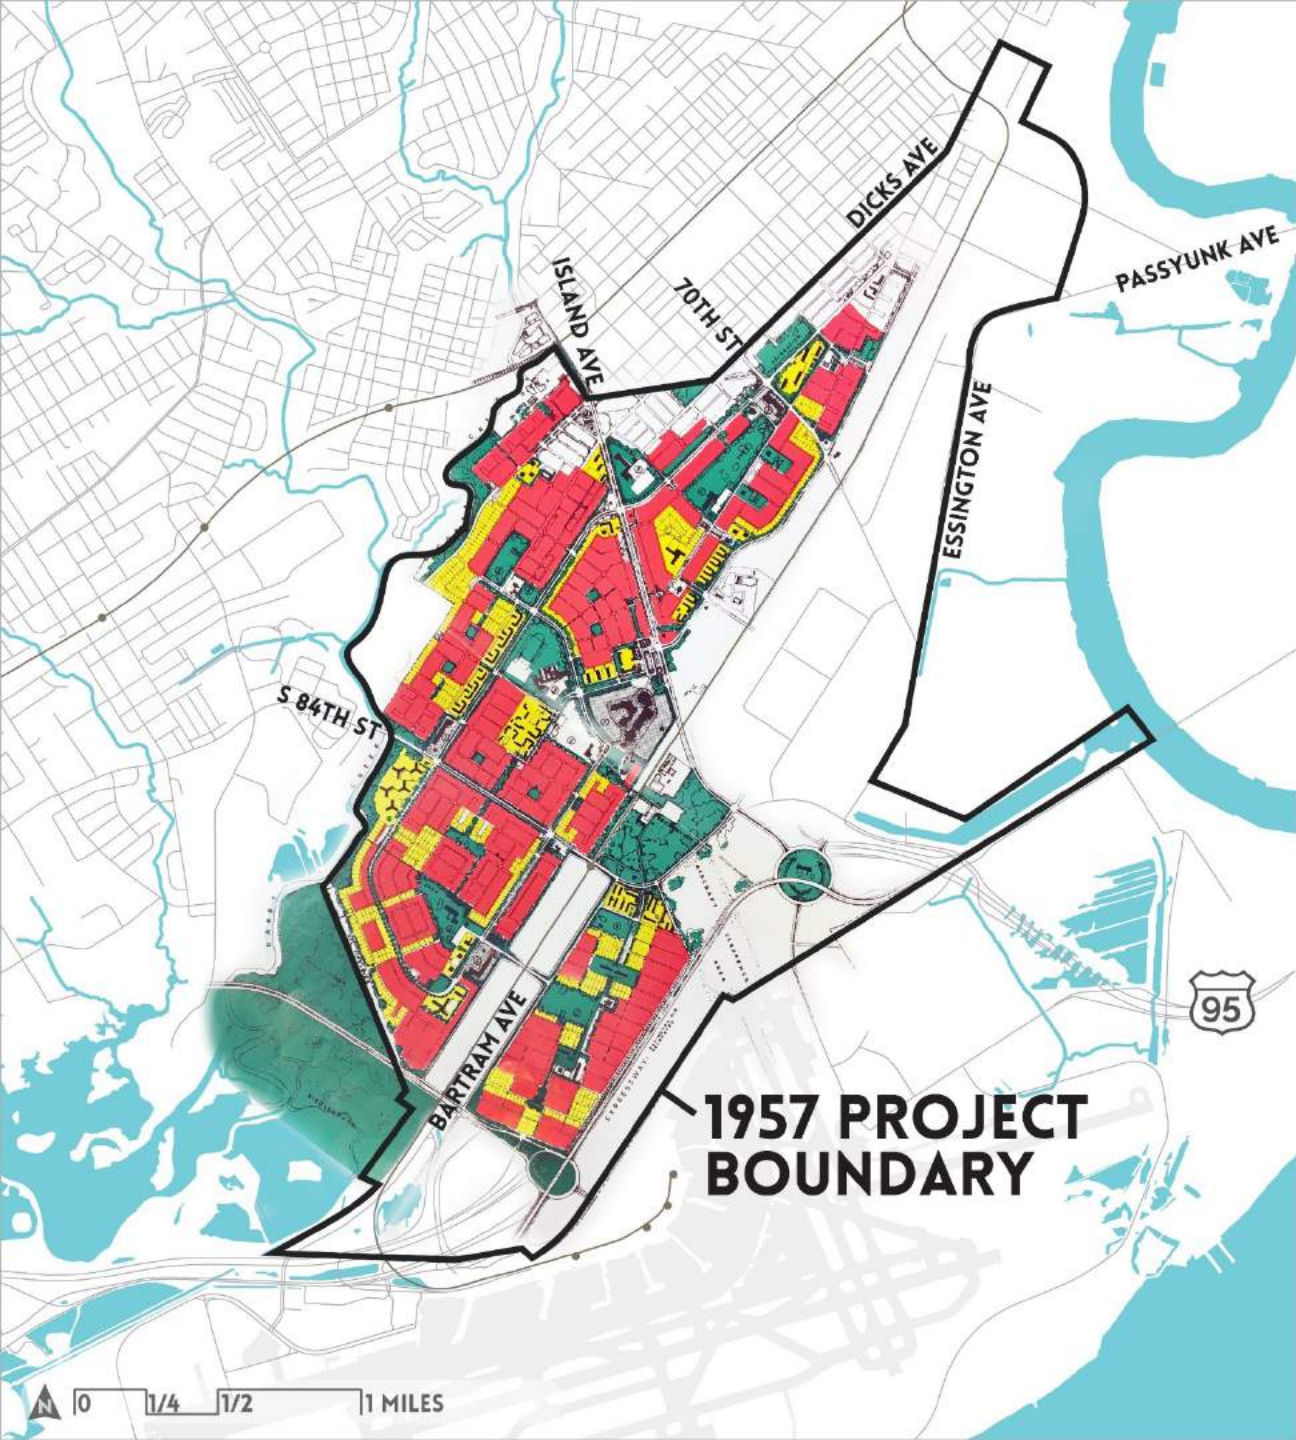 DICKS AVE
PASSYUNK AVE
ISLAND AVE
70TH ST
ESSINGTON AVE
S 84TH ST
95
BARTRAM AVE
EXPRESSWAY
1957 PROJECT
BOUNDARY
N 0 1/4 1/2 1 MILES